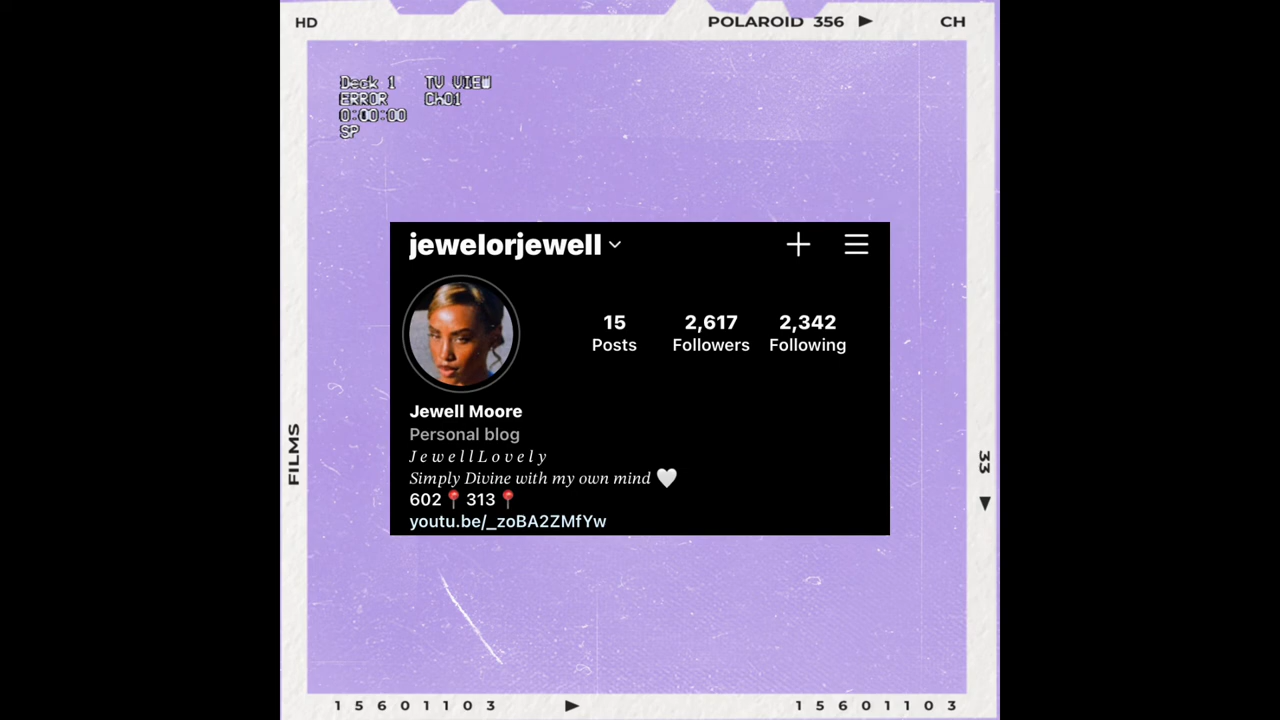 HD POLAROID 356 CH
Deck 1 TV VIEW
ERROR Ch01
0:00:00
SP
jewelorjewell
15 2,617 2,342
Posts Followers Following
Jewell Moore
Personal blog
J e w e l l L o v e l y
Simply Divine with my own mind 🤍
602📍313📍
youtu.be/_zoBA2ZMfYw
FILMS
33
1 5 6 0 1 1 0 3 1 5 6 0 1 1 0 3